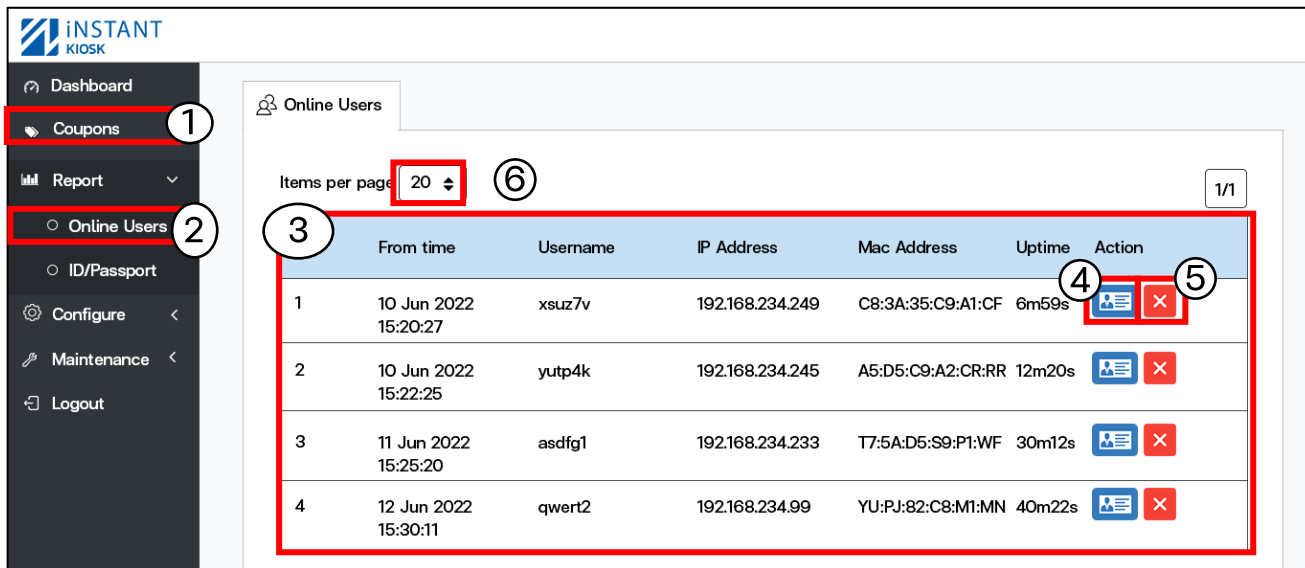 iNSTANT
KIOSK
Dashboard
Coupons
1
Report
Online Users
2
ID/Passport
Configure
Maintenance
Logout
Online Users
Items per page 20
6
1/1
3
From time Username IP Address Mac Address Uptime Action
4
5
1 10 Jun 2022 xsuz7v 192.168.234.249 C8:3A:35:C9:A1:CF 6m59s
15:20:27
2 10 Jun 2022 yutp4k 192.168.234.245 A5:D5:C9:A2:CR:RR 12m20s
15:22:25
3 11 Jun 2022 asdfg1 192.168.234.233 T7:5A:D5:S9:P1:WF 30m12s
15:25:20
4 12 Jun 2022 qwert2 192.168.234.99 YU:PJ:82:C8:M1:MN 40m22s
15:30:11